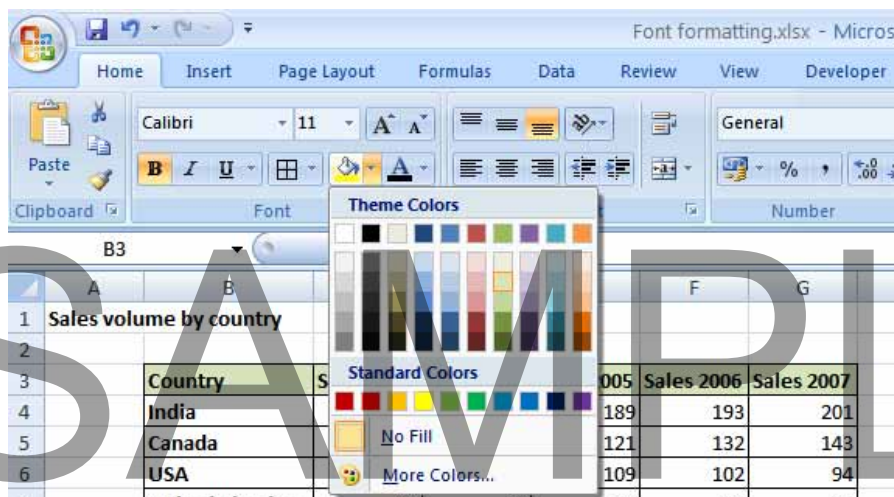 Font formatting.xlsx - Micros
Home Insert Page Layout Formulas Data Review View Developer
Calibri 11 A A General
Paste B I U A % , .00
Clipboard Font Number
Theme Colors
B3
A B F G
1 Sales volume by country
2
Standard Colors
3 Country S 005 Sales 2006 Sales 2007
4 India 189 193 201
No Fill
5 Canada 121 132 143
More Colors...
6 USA 109 102 94
SAMPL